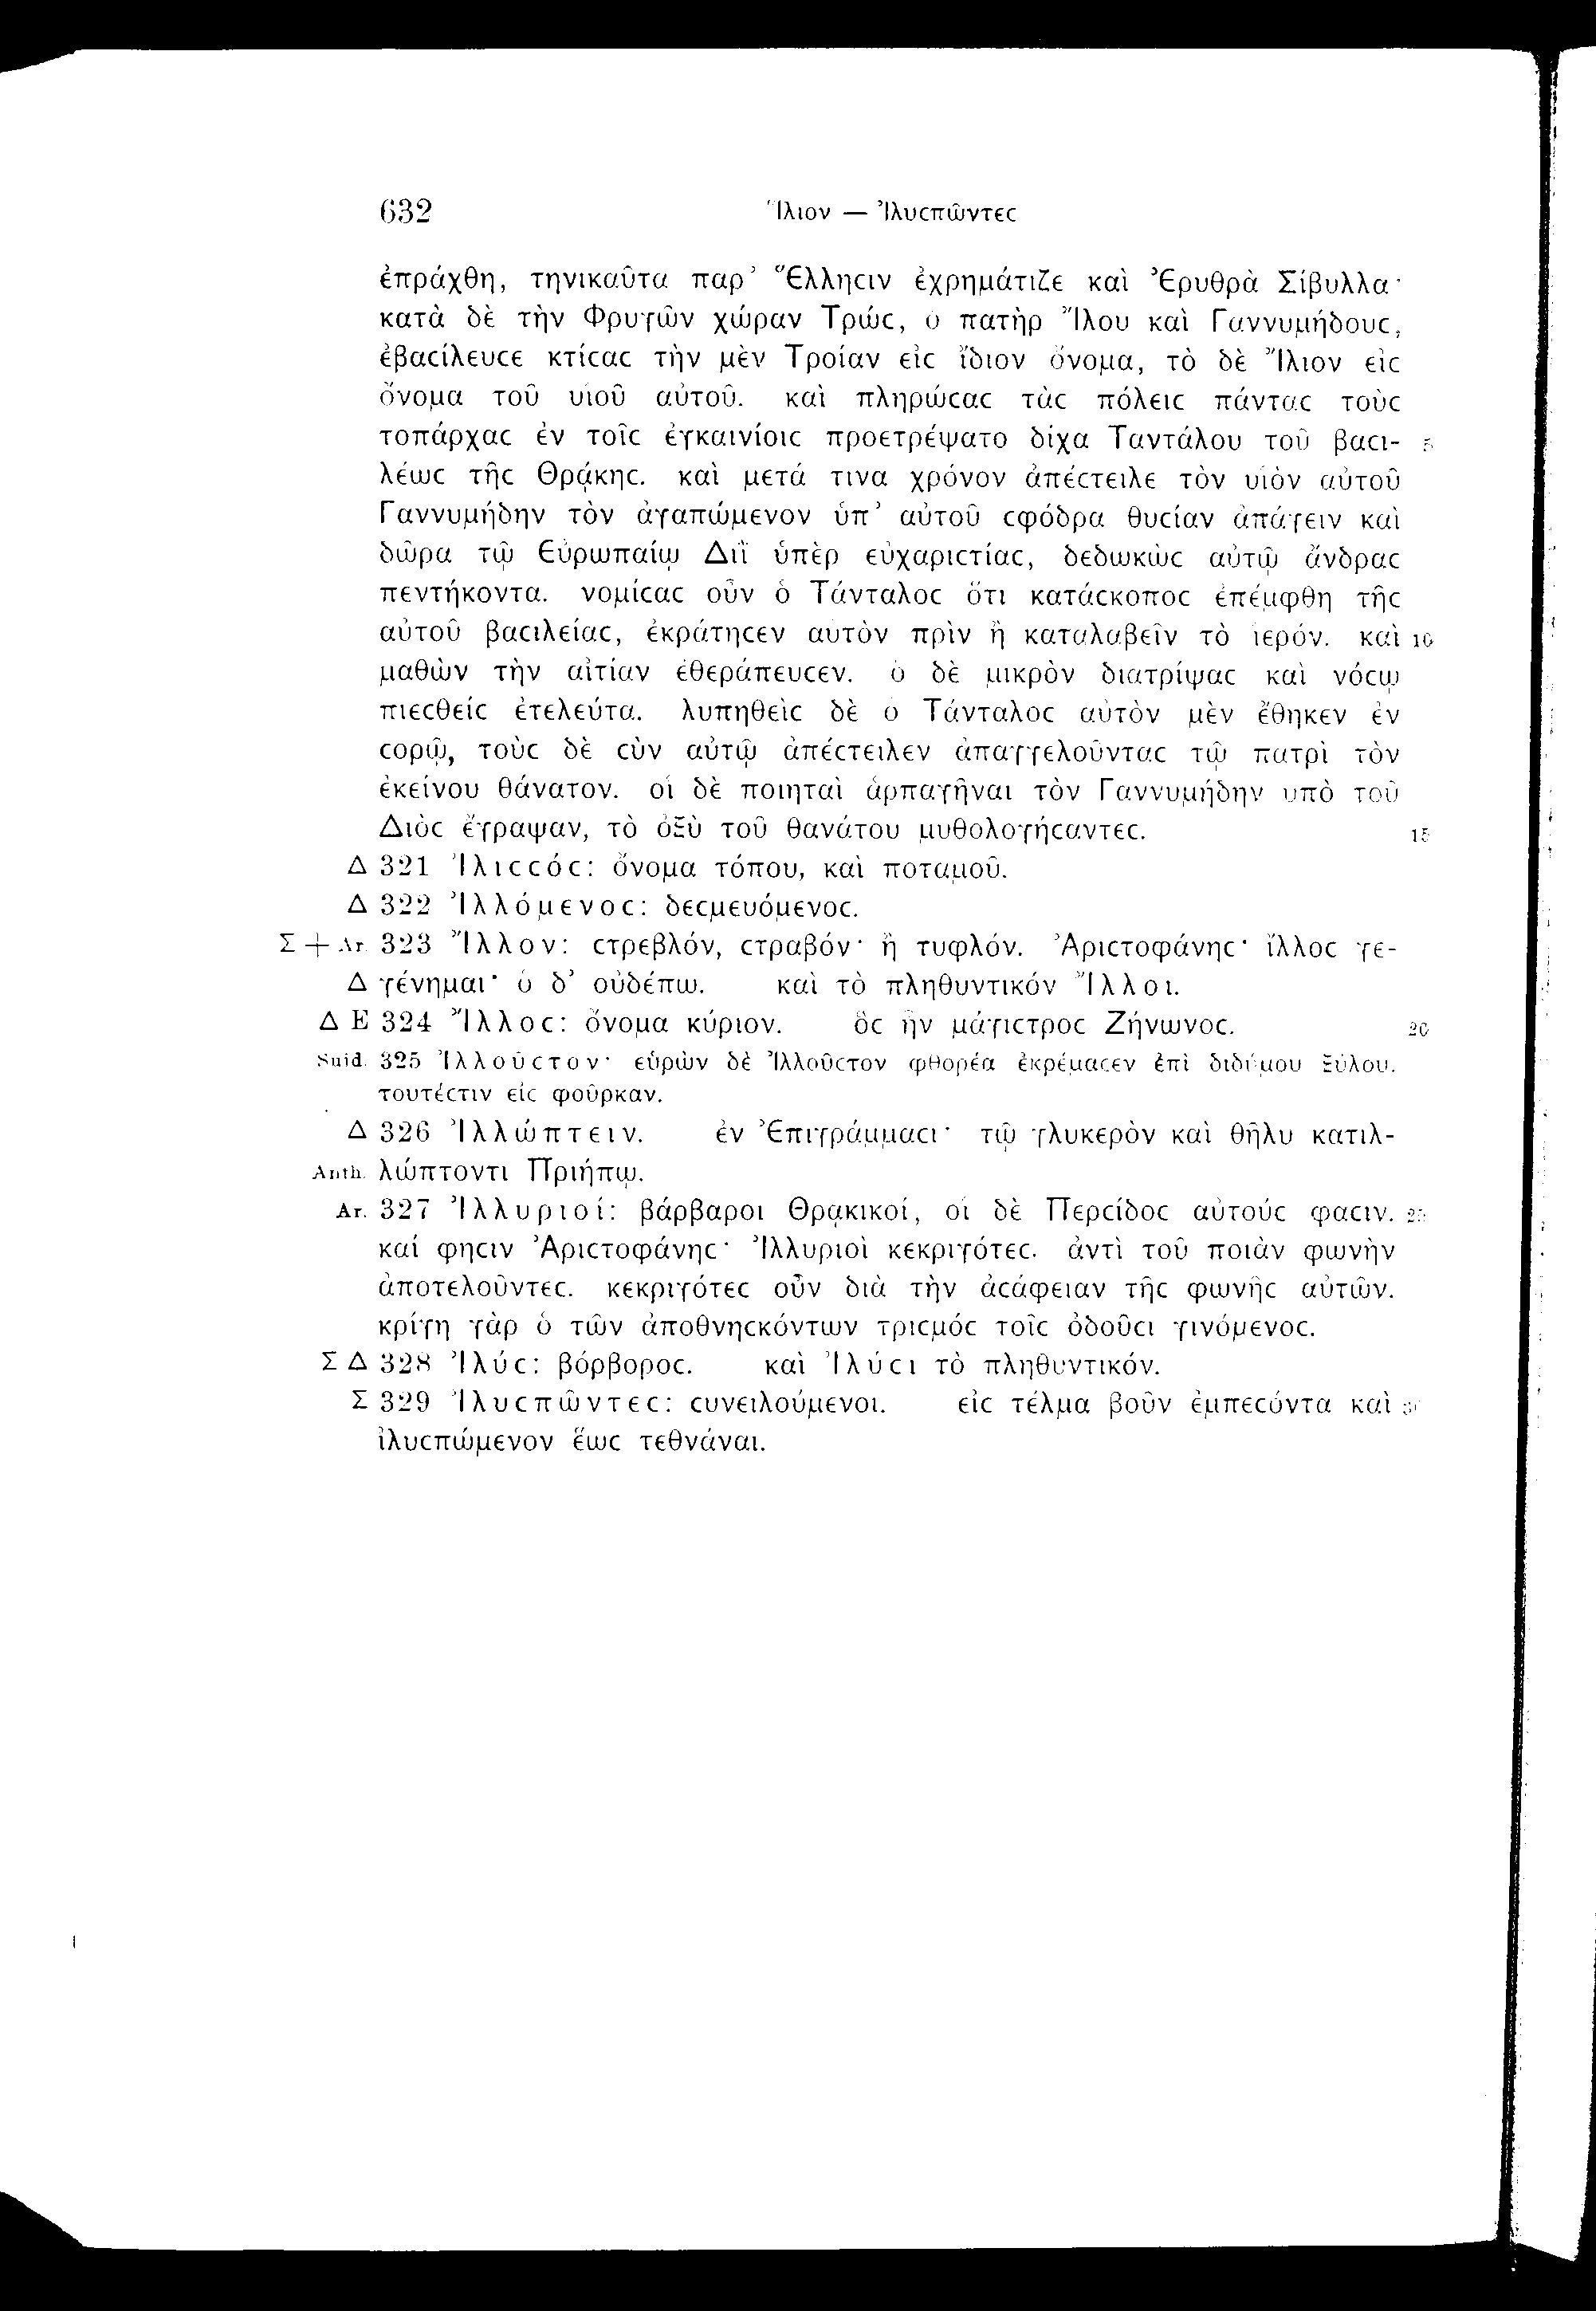 632 Ἴλιον — Ἰλυϲπῶντεϲ
ἐπράχθη, τηνικαῦτα παρ’ Ἕλληϲιν ἐχρημάτιζε καὶ Ἐρυθρὰ Σίβυλλα·
κατὰ δὲ τὴν Φρυγῶν χώραν Τρώϲ, ὁ πατὴρ Ἴλου καὶ Γαννυμήδουϲ,
ἐβαϲίλευϲε κτίϲαϲ τὴν μὲν Τροίαν εἰϲ ἴδιον ὄνομα, τὸ δὲ Ἴλιον εἰϲ
ὄνομα τοῦ υἱοῦ αὐτοῦ. καὶ πληρώϲαϲ τὰϲ πόλειϲ πάνταϲ τοὺϲ
τοπάρχαϲ ἐν τοῖϲ ἐγκαινίοιϲ προετρέψατο δίχα Ταντάλου τοῦ βαϲι- 5
λέωϲ τῆϲ Θρᾴκηϲ. καὶ μετά τινα χρόνον ἀπέϲτειλε τὸν υἱὸν αὐτοῦ
Γαννυμήδην τὸν ἀγαπώμενον ὑπ’ αὐτοῦ ϲφόδρα θυϲίαν ἀπάγειν καὶ
δῶρα τῷ Εὐρωπαίῳ Διῒ ὑπὲρ εὐχαριϲτίαϲ, δεδωκὼϲ αὐτῷ ἄνδραϲ
πεντήκοντα. νομίϲαϲ οὖν ὁ Τάνταλοϲ ὅτι κατάϲκοποϲ ἐπέμφθη τῆϲ
αὐτοῦ βαϲιλείαϲ, ἐκράτηϲεν αὐτὸν πρὶν ἢ καταλαβεῖν τὸ ἱερόν. καὶ 10
μαθὼν τὴν αἰτίαν ἐθεράπευϲεν. ὁ δὲ μικρὸν διατρίψαϲ καὶ νόϲῳ
πιεϲθείϲ ἐτελεύτα. λυπηθεὶϲ δὲ ὁ Τάνταλοϲ αὐτὸν μὲν ἔθηκεν ἐν
ϲορῷ, τοὺϲ δὲ ϲὺν αὐτῷ ἀπέϲτειλεν ἀπαγγελοῦνταϲ τῷ πατρὶ τὸν
ἐκείνου θάνατον. οἱ δὲ ποιηταὶ ἁρπαγῆναι τὸν Γαννυμήδην ὑπὸ τοῦ
Διὸϲ ἔγραψαν, τὸ ὀξὺ τοῦ θανάτου μυθολογήϲαντεϲ. 15
Δ 321 Ἰλιϲϲόϲ: ὄνομα τόπου, καὶ ποταμοῦ.
Δ 322 Ἰλλόμενοϲ: δεϲμευόμενοϲ.
Σ + Ar. 323 Ἴλλον: ϲτρεβλόν, ϲτραβόν· ἢ τυφλόν. Ἀριϲτοφάνηϲ· ἴλλοϲ γε-
Δ γένημαι· ὁ δ’ οὐδέπω. καὶ τὸ πληθυντικόν Ἴλλοι.
Δ E 324 Ἴλλοϲ: ὄνομα κύριον. ὃϲ ἦν μάγιϲτροϲ Ζήνωνοϲ. 20
Suid. 325 Ἰλλοῦϲτον· εὑρὼν δὲ Ἰλλοῦϲτον φθορέα ἐκρέμαϲεν ἐπὶ διδύμου ξύλου.
τουτέϲτιν εἰϲ φοῦρκαν.
Δ 326 Ἰλλώπτειν. ἐν Ἐπιγράμμαϲι· τῷ γλυκερὸν καὶ θῆλυ κατιλ-
Anth. λώπτοντι Πριήπῳ.
Ar. 327 Ἰλλυριοί: βάρβαροι Θρᾳκικοί, οἱ δὲ Περϲίδοϲ αὐτούϲ φαϲιν. 25
καί φηϲιν Ἀριϲτοφάνηϲ· Ἰλλυριοὶ κεκριγότεϲ. ἀντὶ τοῦ ποιὰν φωνὴν
ἀποτελοῦντεϲ. κεκριγότεϲ οὖν διὰ τὴν ἀϲάφειαν τῆϲ φωνῆϲ αὐτῶν.
κρίγη γὰρ ὁ τῶν ἀποθνηϲκόντων τριϲμόϲ τοῖϲ ὀδοῦϲι γινόμενοϲ.
Σ Δ 328 Ἰλύϲ: βόρβοροϲ. καὶ Ἰλύϲι τὸ πληθυντικόν.
Σ 329 Ἰλυϲπῶντεϲ: ϲυνειλούμενοι. εἰϲ τέλμα βοῦν ἐμπεϲόντα καὶ 30
ἰλυϲπώμενον ἕωϲ τεθνάναι.